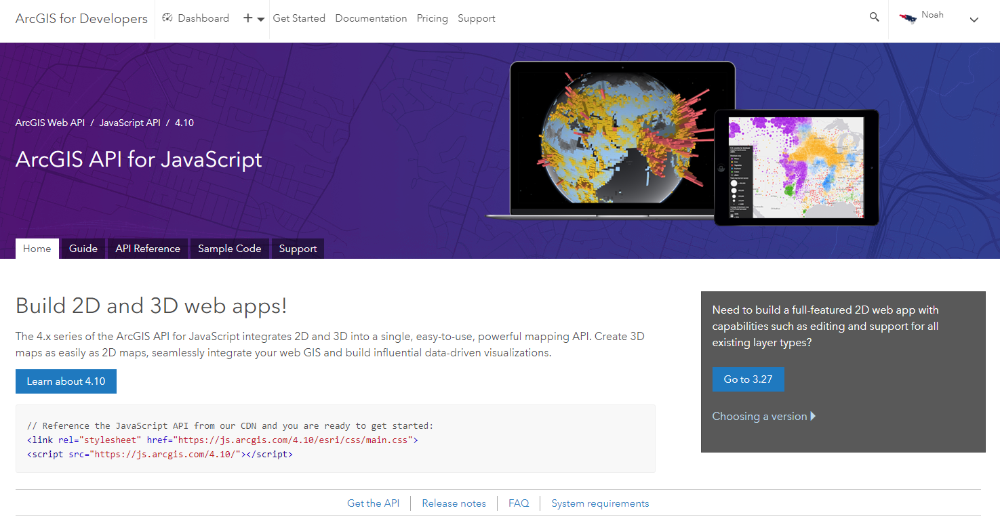 ArcGIS for Developers
Dashboard
Get Started
Documentation
Pricing
Support
Noah
ArcGIS Web API / JavaScript API / 4.10
ArcGIS API for JavaScript
Home
Guide
API Reference
Sample Code
Support
Build 2D and 3D web apps!
The 4.x series of the ArcGIS API for JavaScript integrates 2D and 3D into a single, easy-to-use, powerful mapping API. Create 3D
maps as easily as 2D maps, seamlessly integrate your web GIS and build influential data-driven visualizations.
Learn about 4.10
// Reference the JavaScript API from our CDN and you are ready to get started:
<link rel="stylesheet" href="https://js.arcgis.com/4.10/esri/css/main.css">
<script src="https://js.arcgis.com/4.10/"></script>
Need to build a full-featured 2D web app with
capabilities such as editing and support for all
existing layer types?
Go to 3.27
Choosing a version
Get the API
Release notes
FAQ
System requirements